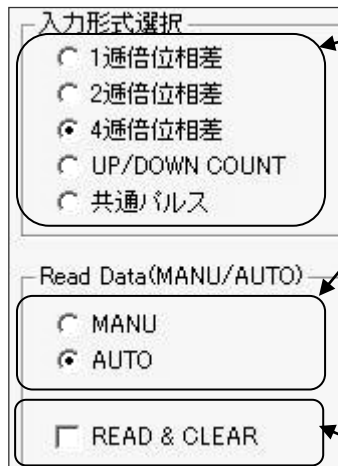 入力形式選択
1逓倍位相差
2逓倍位相差
4逓倍位相差
UP/DOWN COUNT
共通パルス
Read Data(MANU/AUTO)
MANU
AUTO
READ & CLEAR